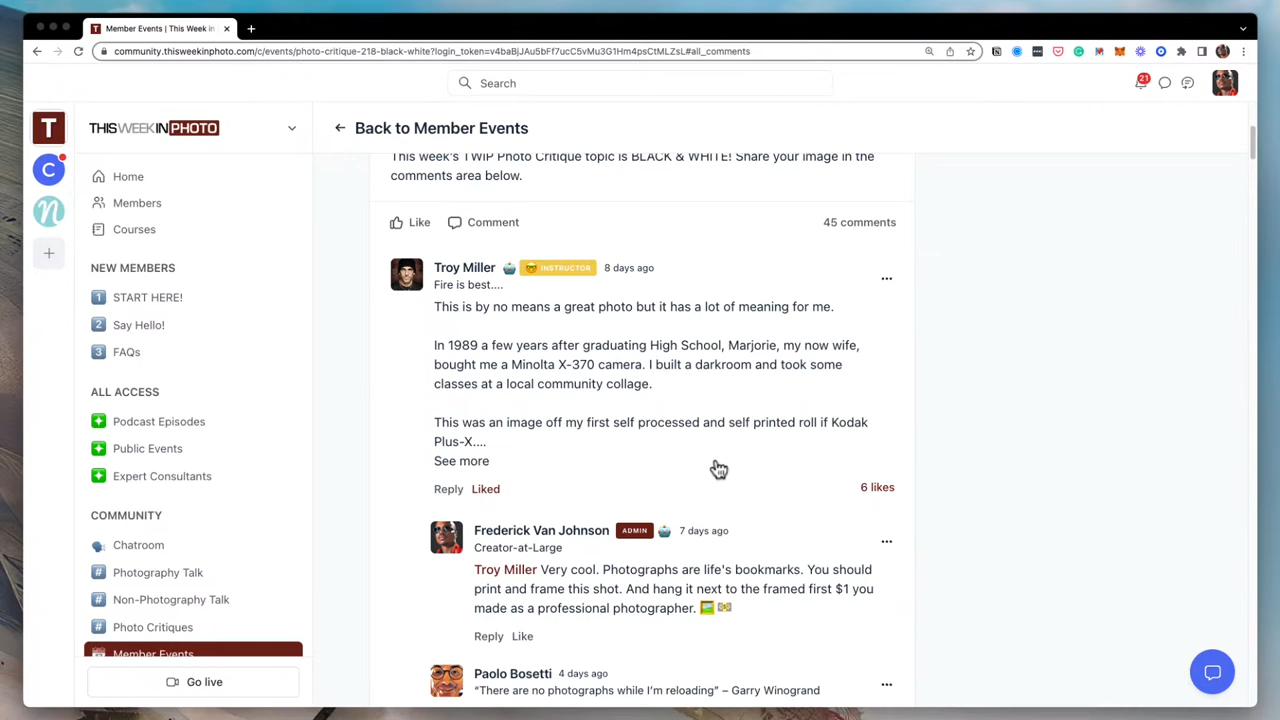 T Member Events | This Week in
community.thisweekinphoto.com/c/events/photo-critique-218-black-white?login_token=v4baBjJAu5bFf7ucC5vMu3G1Hm4psCtMLZsL#all_comments
Search
21
T
THISWEEKINPHOTO
Back to Member Events
C
n
Home
Members
Courses
NEW MEMBERS
1 START HERE!
2 Say Hello!
3 FAQs
ALL ACCESS
Podcast Episodes
Public Events
Expert Consultants
COMMUNITY
Chatroom
# Photography Talk
# Non-Photography Talk
# Photo Critiques
Member Events
Go live
This week's TWIP Photo Critique topic is BLACK & WHITE! Share your image in the
comments area below.
Like Comment 45 comments
Troy Miller INSTRUCTOR 8 days ago
Fire is best....
This is by no means a great photo but it has a lot of meaning for me.
In 1989 a few years after graduating High School, Marjorie, my now wife,
bought me a Minolta X-370 camera. I built a darkroom and took some
classes at a local community collage.
This was an image off my first self processed and self printed roll if Kodak
Plus-X....
See more
Reply Liked 6 likes
Frederick Van Johnson ADMIN 7 days ago
Creator-at-Large
Troy Miller Very cool. Photographs are life's bookmarks. You should
print and frame this shot. And hang it next to the framed first $1 you
made as a professional photographer.
Reply Like
Paolo Bosetti 4 days ago
“There are no photographs while I'm reloading” – Garry Winogrand